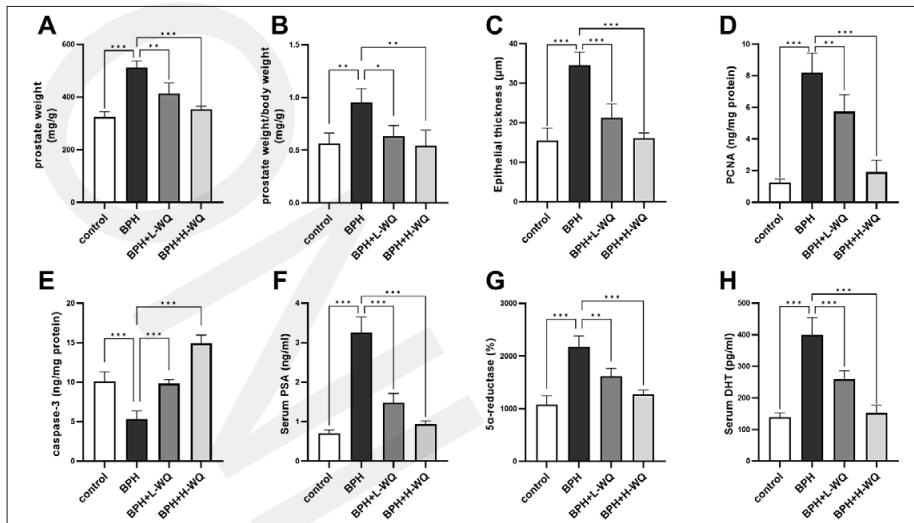 A
prostate weight
(mg/g)
600
400
200
0
***
**
***
control
BPH
BPH+L-WQ
BPH+H-WQ
B
prostate weight/body weight
(mg/g)
1.5
1.0
0.5
0.0
**
*
**
control
BPH
BPH+L-WQ
BPH+H-WQ
C
Epithelial thickness (μm)
40
30
20
10
0
***
***
***
control
BPH
BPH+L-WQ
BPH+H-WQ
D
PCNA
(ng/mg protein)
10
8
6
4
2
0
***
**
***
control
BPH
BPH+L-WQ
BPH+H-WQ
E
caspase-3 (ng/mg protein)
20
15
10
5
0
***
***
***
control
BPH
BPH+L-WQ
BPH+H-WQ
F
Serum PSA (ng/ml)
4
3
2
1
0
***
***
***
control
BPH
BPH+L-WQ
BPH+H-WQ
G
5α-reductase (%)
3000
2000
1000
0
***
**
***
control
BPH
BPH+L-WQ
BPH+H-WQ
H
Serum DHT (pg/ml)
500
400
300
200
100
0
***
***
***
control
BPH
BPH+L-WQ
BPH+H-WQ